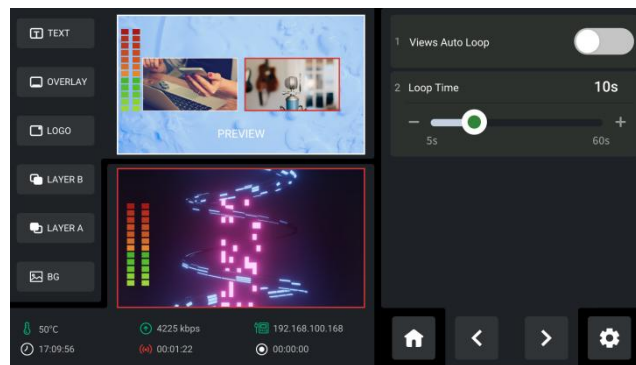 TEXT
OVERLAY
LOGO
LAYER B
LAYER A
BG
PREVIEW
1 Views Auto Loop
2 Loop Time 10s
− +
5s 60s
50°C 4225 kbps 192.168.100.168
17:09:56 00:01:22 00:00:00